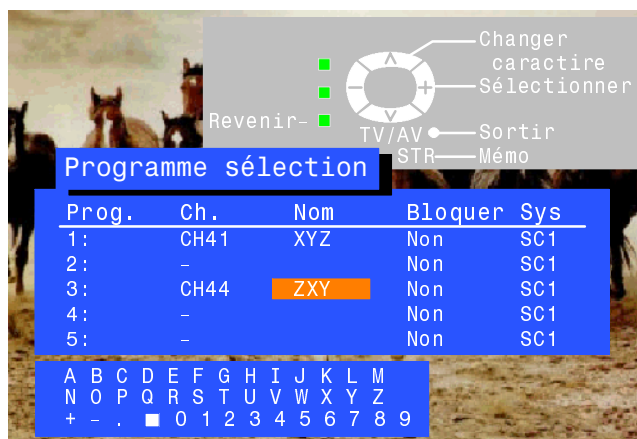 Changer
caractire
Sélectionner
Revenir-
TV/AV Sortir
STR Mémo
Programme sélection
Prog. Ch. Nom Bloquer Sys
1: CH41 XYZ Non SC1
2: - Non SC1
3: CH44 ZXY Non SC1
4: - Non SC1
5: - Non SC1
A B C D E F G H I J K L M
N O P Q R S T U V W X Y Z
+ - . ■ 0 1 2 3 4 5 6 7 8 9